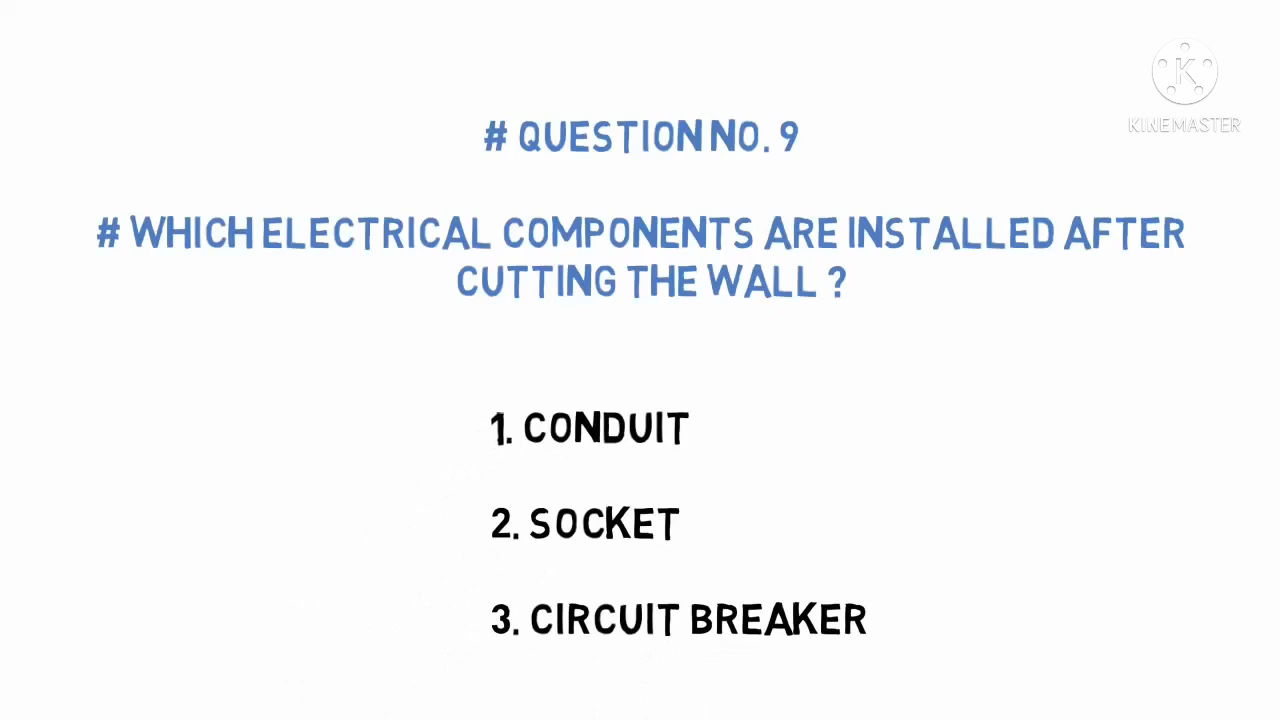 K
KINEMASTER
# QUESTION NO. 9
# WHICH ELECTRICAL COMPONENTS ARE INSTALLED AFTER
CUTTING THE WALL ?
1. CONDUIT
2. SOCKET
3. CIRCUIT BREAKER